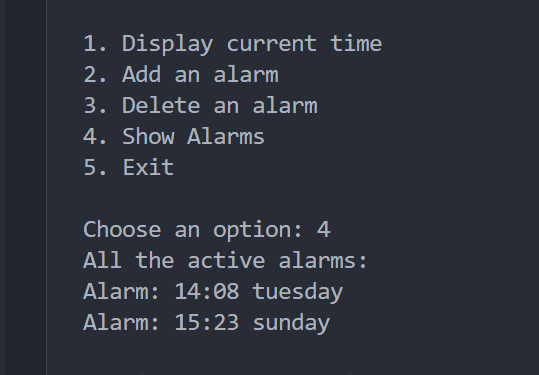 1. Display current time
2. Add an alarm
3. Delete an alarm
4. Show Alarms
5. Exit
Choose an option: 4
All the active alarms:
Alarm: 14:08 tuesday
Alarm: 15:23 sunday